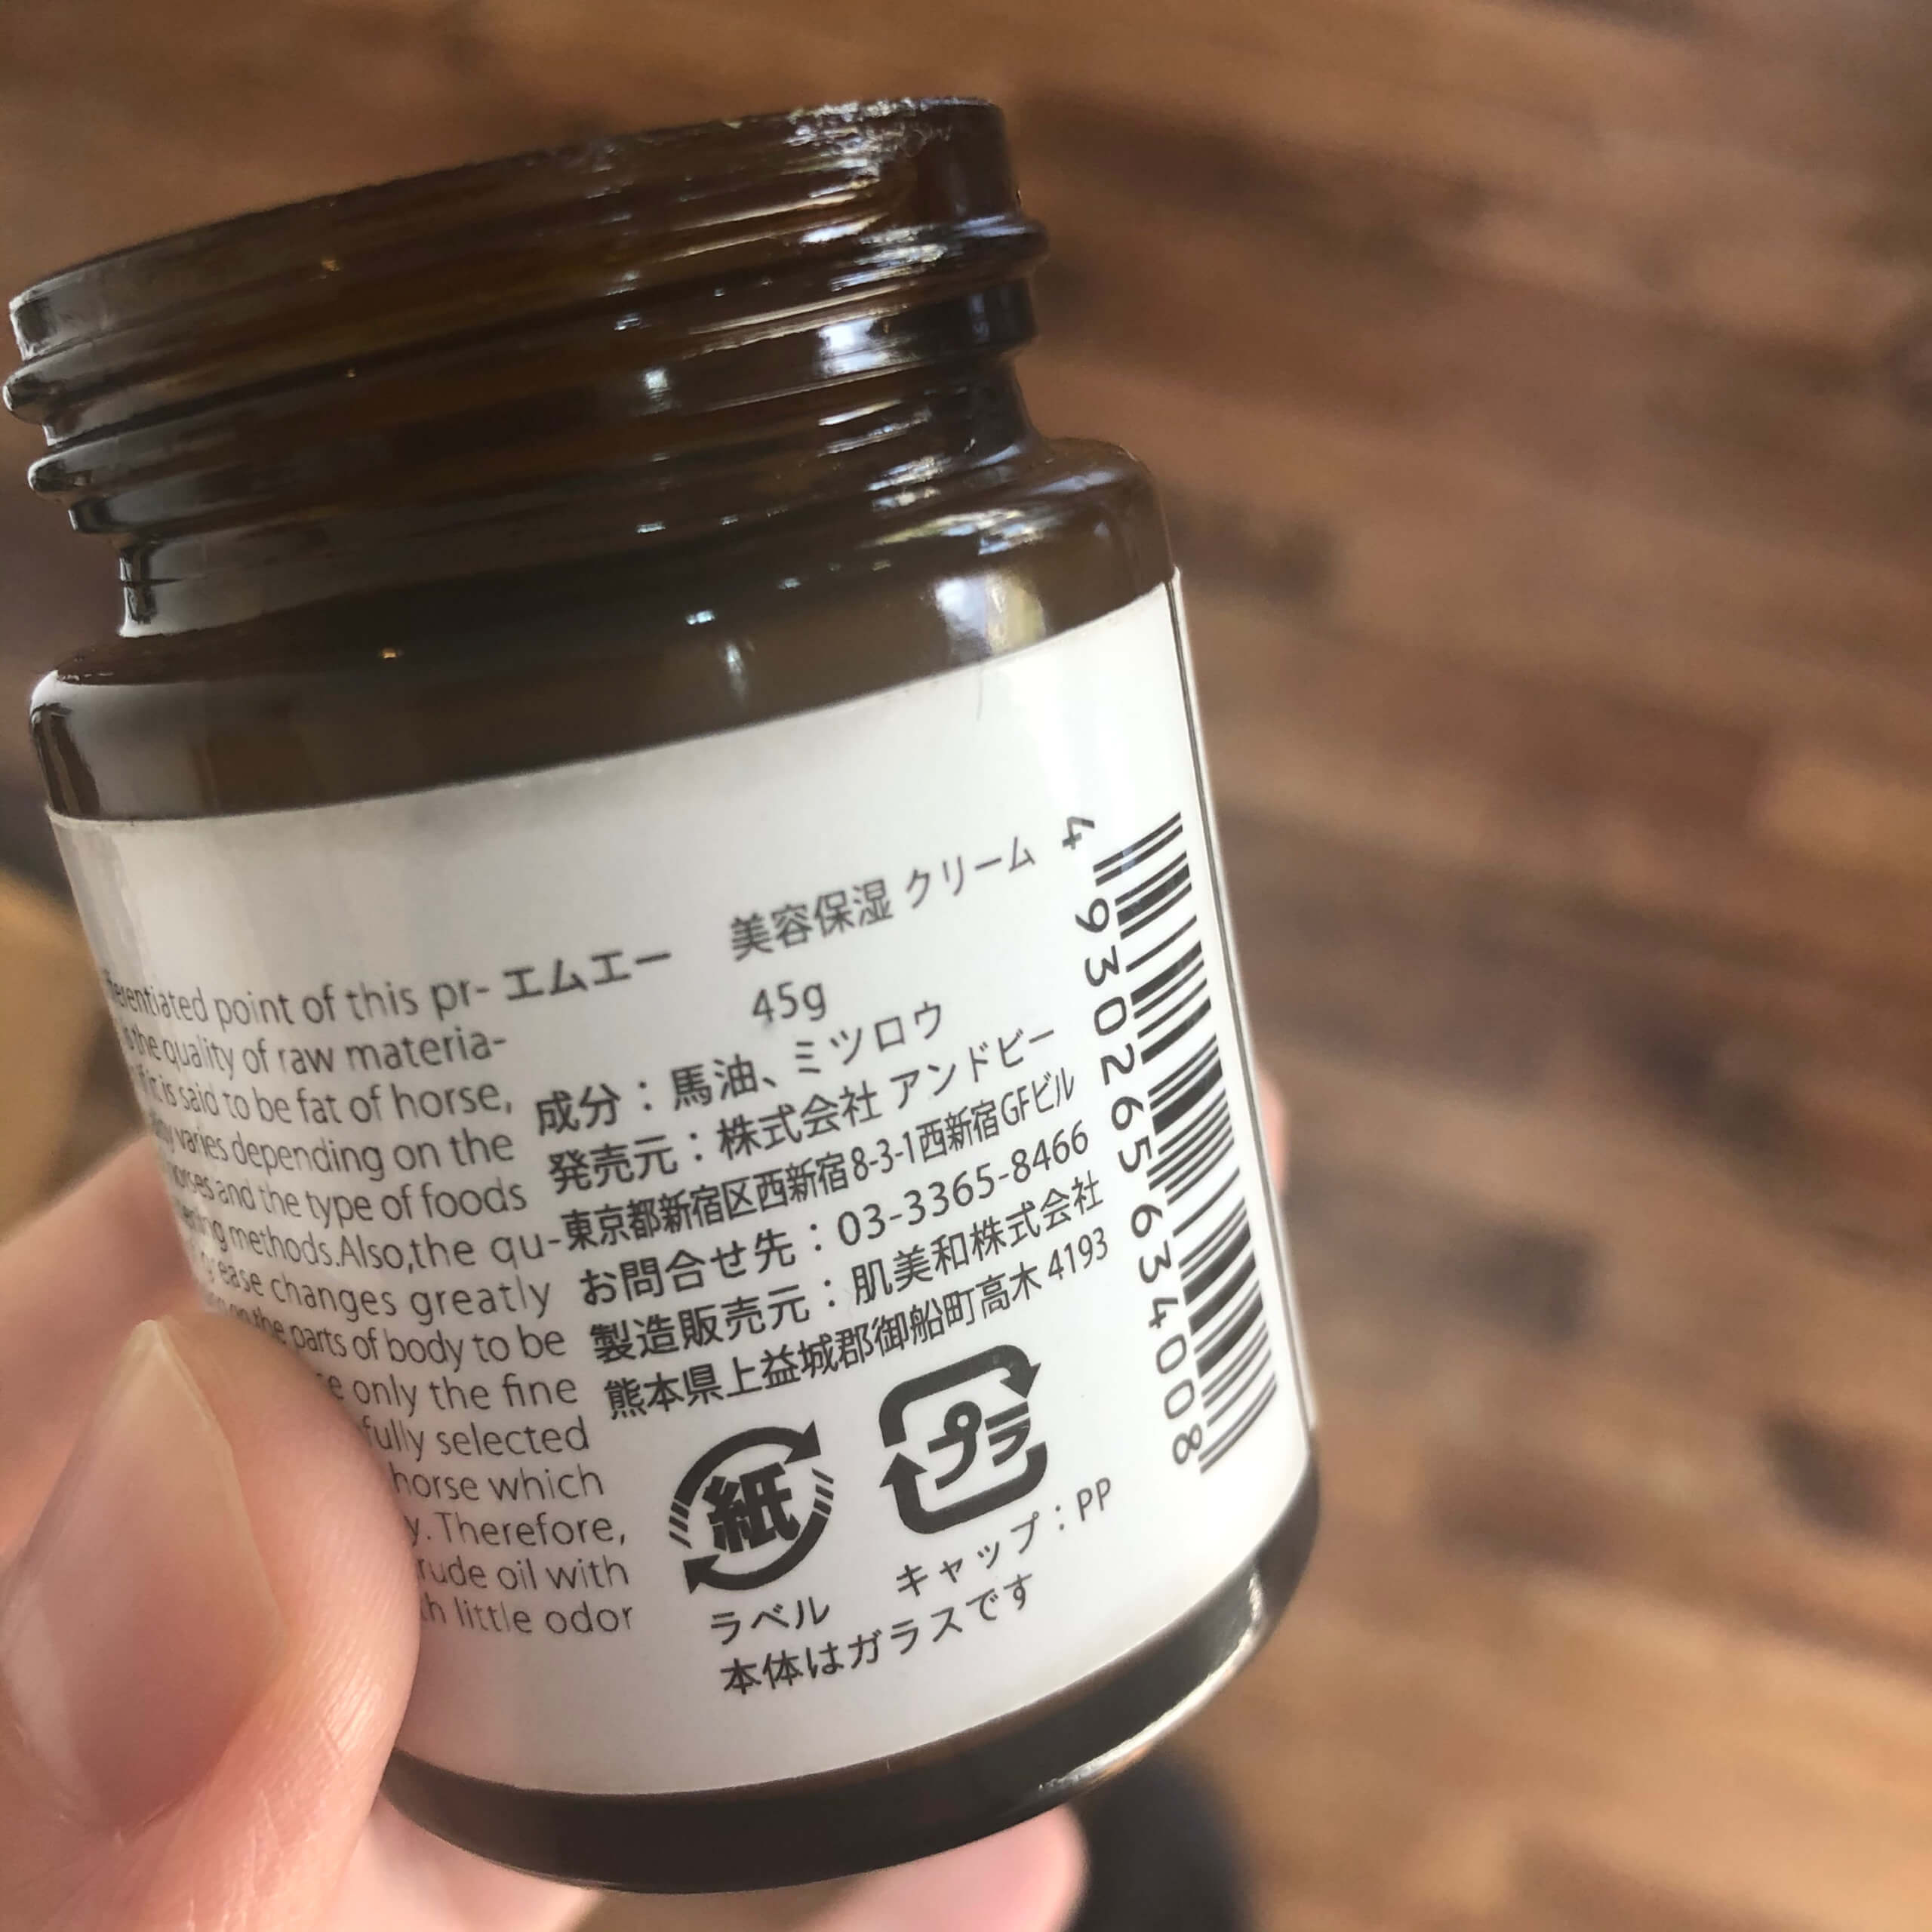 point of this pr-
the quality of raw materia-
it is said to be fat of horse,
varies depending on the
and the type of foods
methods.Also,the qu-
changes greatly
the parts of body to be
only the fine
selected
horse which
Therefore,
oil with
little odor
エムエー 美容保湿 クリーム
45g
成分：馬油、ミツロウ
発売元：株式会社 アンドビー
東京都新宿区西新宿8-3-1西新宿GFビル
お問合せ先：03-3365-8466
製造販売元：肌美和株式会社
熊本県上益城郡御船町高木 4193
紙
プラ
ラベル キャップ：PP
本体はガラスです
4 930265 634008